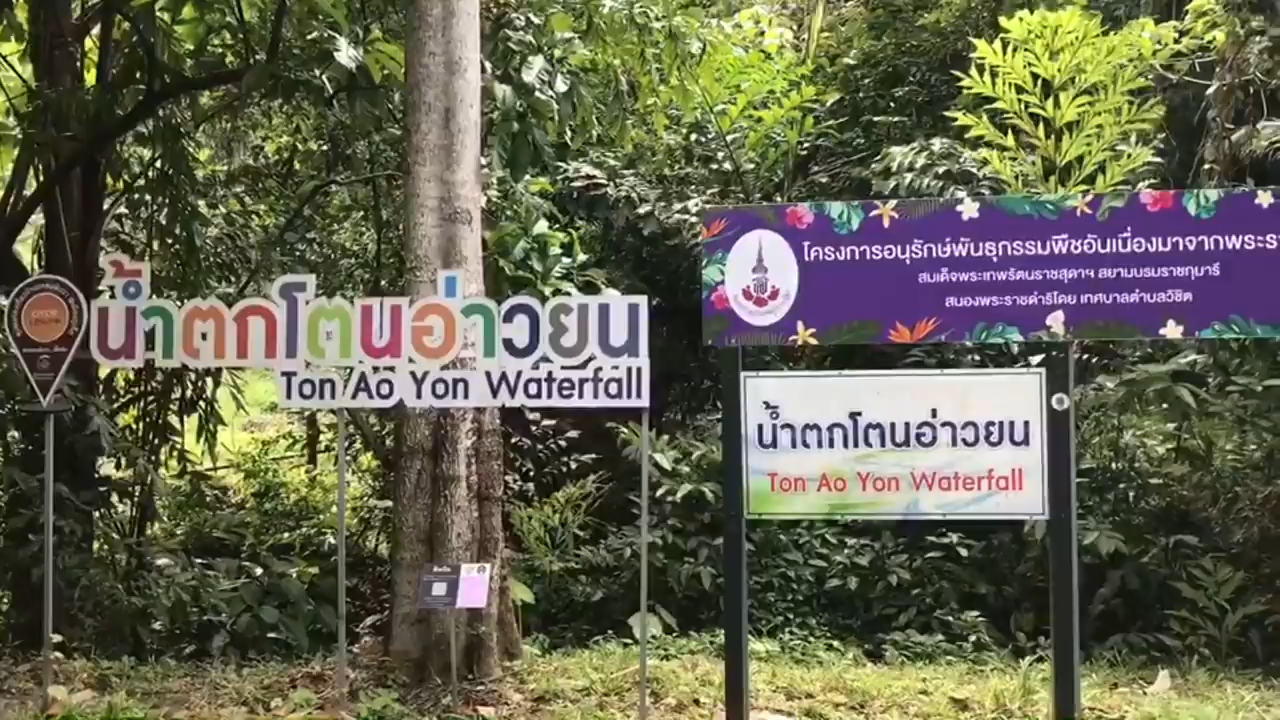 น้ำตกโตนอ่าวยน
Ton Ao Yon Waterfall
โครงการอนุรักษ์พันธุกรรมพืชอันเนื่องมาจากพระรา
สมเด็จพระเทพรัตนราชสุดาฯ สยามบรมราชกุมารี
สนองพระราชดำริโดย เทศบาลตำบลวิชิต
น้ำตกโตนอ่าวยน
Ton Ao Yon Waterfall